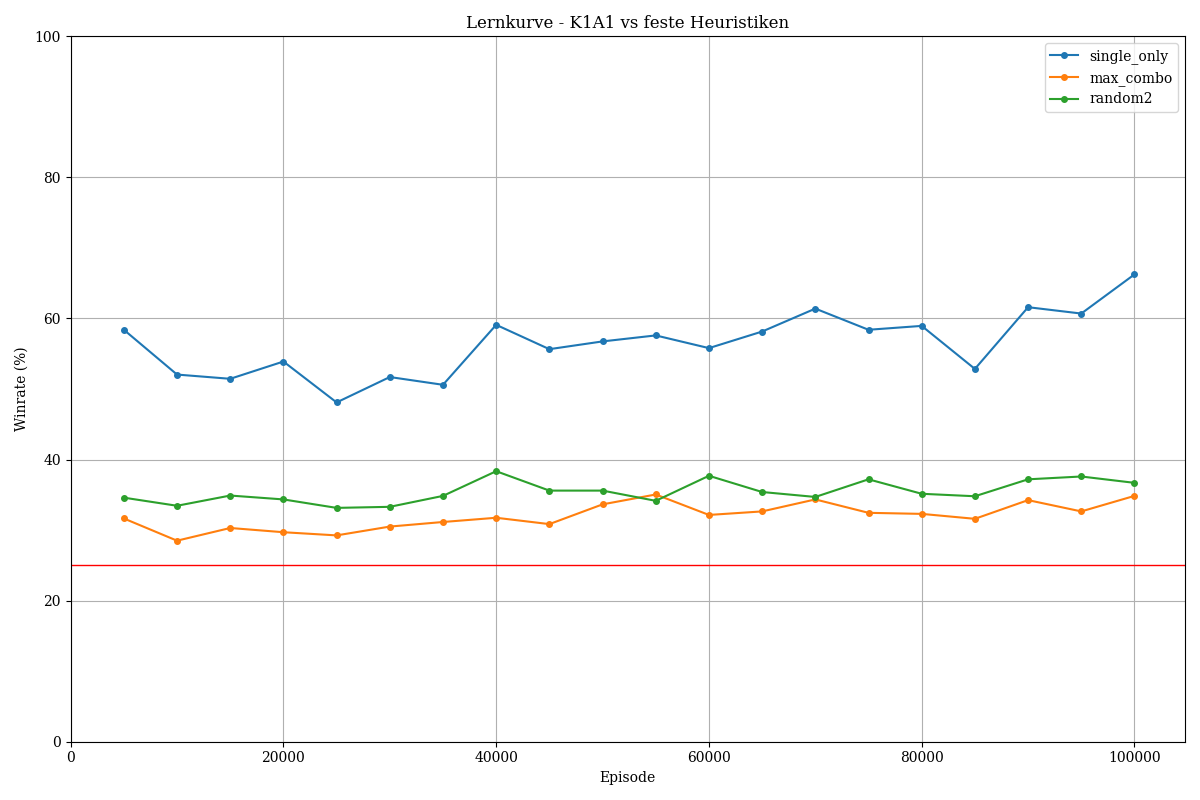 Lernkurve - K1A1 vs feste Heuristiken
100
80
60
40
20
0
Winrate (%)
single_only
max_combo
random2
0 20000 40000 60000 80000 100000
Episode